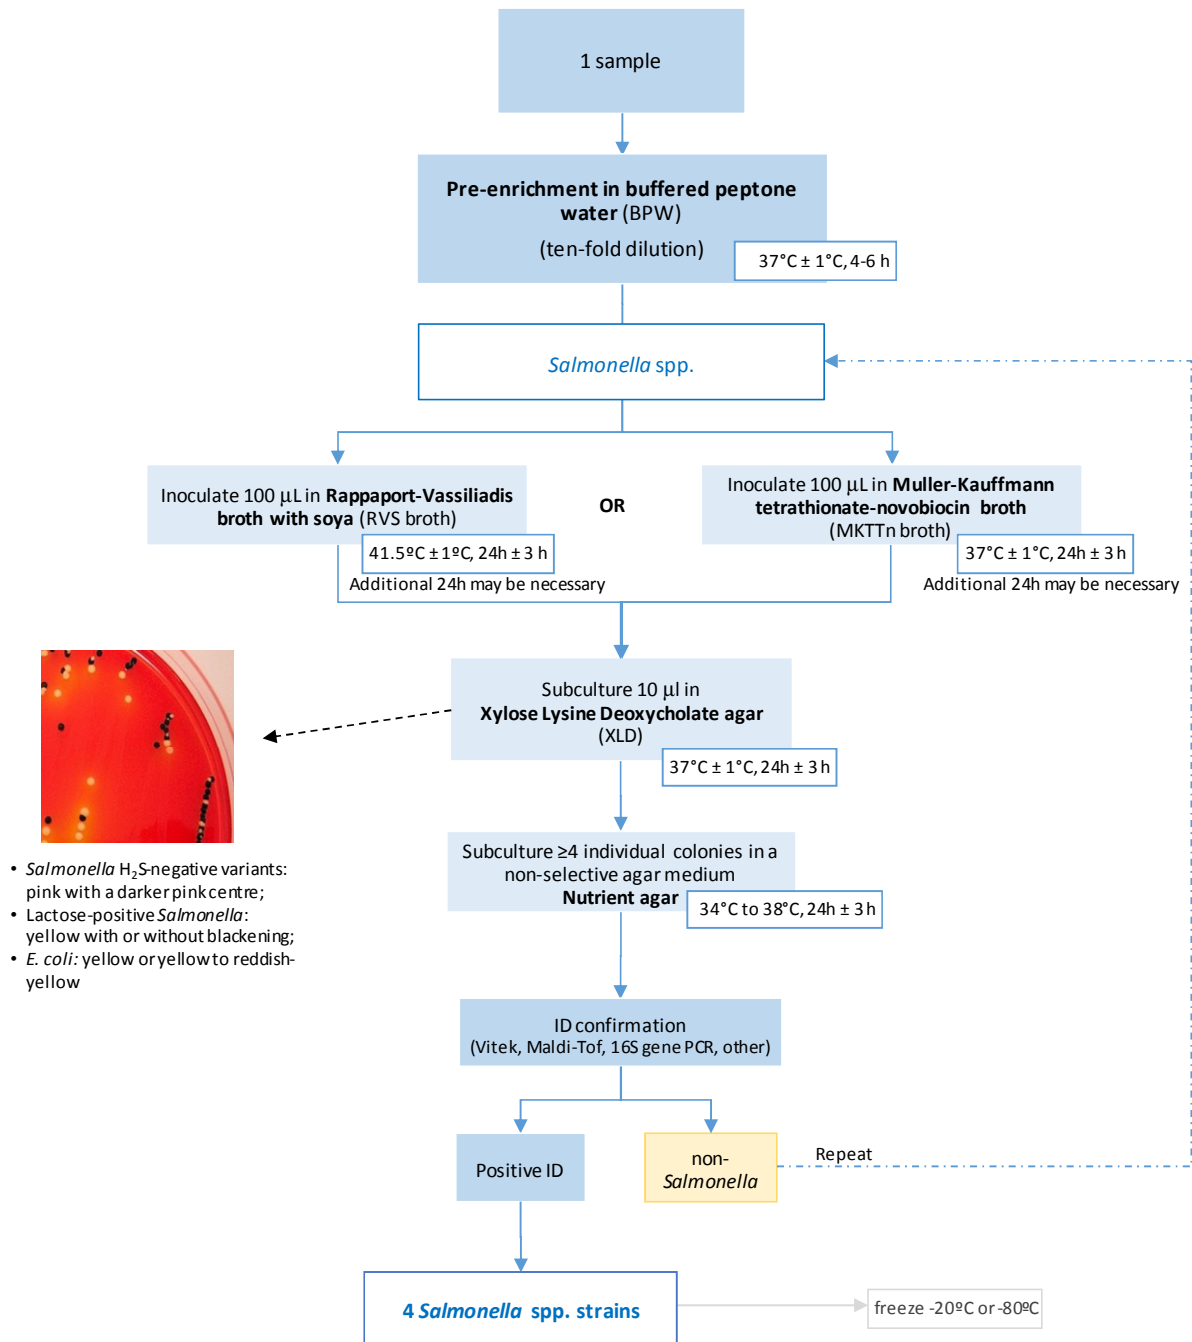 1 sample
Pre-enrichment in buffered peptone
water (BPW)
(ten-fold dilution)
37°C ± 1°C, 4-6 h
Salmonella spp.
Inoculate 100 µL in Rappaport-Vassiliadis
broth with soya (RVS broth)
41.5ºC ± 1ºC, 24h ± 3 h
Additional 24h may be necessary
OR
Inoculate 100 µL in Muller-Kauffmann
tetrathionate-novobiocin broth
(MKTTn broth)
37°C ± 1°C, 24h ± 3 h
Additional 24h may be necessary
Subculture 10 µl in
Xylose Lysine Deoxycholate agar
(XLD)
37°C ± 1°C, 24h ± 3 h
• Salmonella H₂S-negative variants:
pink with a darker pink centre;
• Lactose-positive Salmonella:
yellow with or without blackening;
• E. coli: yellow or yellow to reddish-
yellow
Subculture ≥4 individual colonies in a
non-selective agar medium
Nutrient agar
34°C to 38°C, 24h ± 3 h
ID confirmation
(Vitek, Maldi-Tof, 16S gene PCR, other)
Positive ID
non-
Salmonella
Repeat
4 Salmonella spp. strains
freeze -20ºC or -80ºC